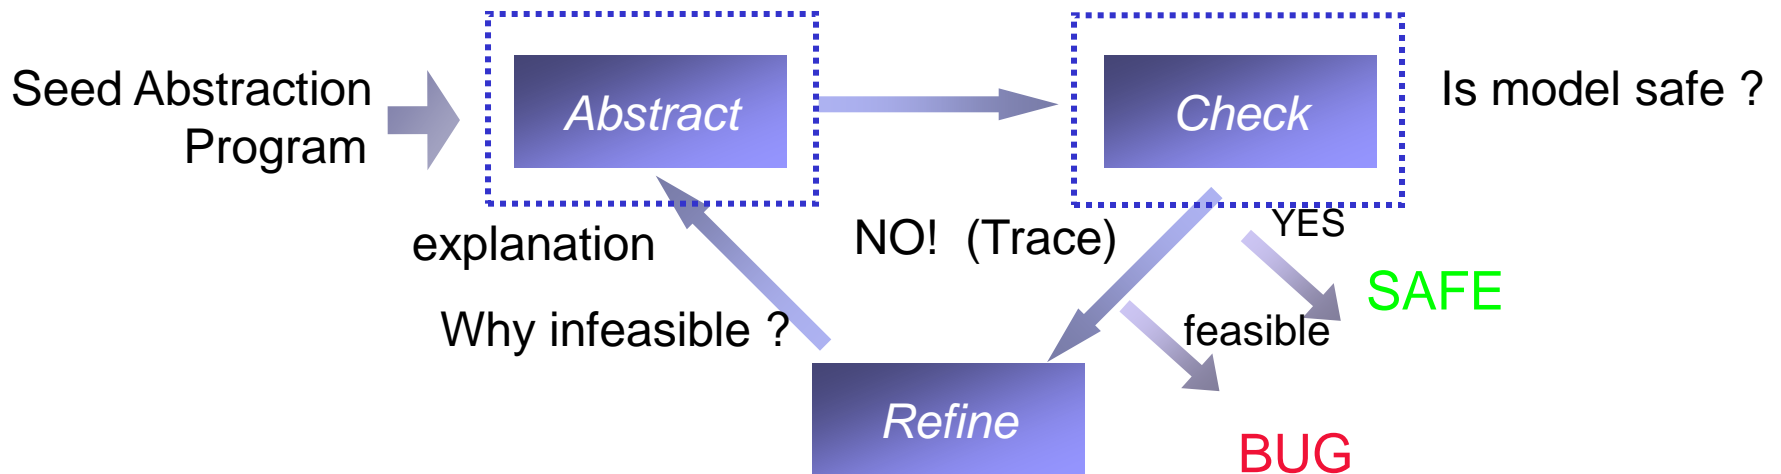 Seed Abstraction
Program
Abstract
Check
Is model safe ?
explanation
NO! (Trace)
YES
SAFE
Why infeasible ?
feasible
Refine
BUG